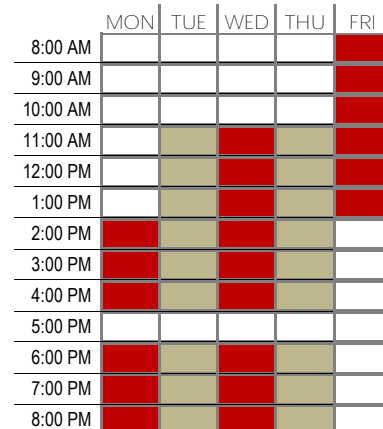 MON TUE WED THU FRI
8:00 AM
9:00 AM
10:00 AM
11:00 AM
12:00 PM
1:00 PM
2:00 PM
3:00 PM
4:00 PM
5:00 PM
6:00 PM
7:00 PM
8:00 PM